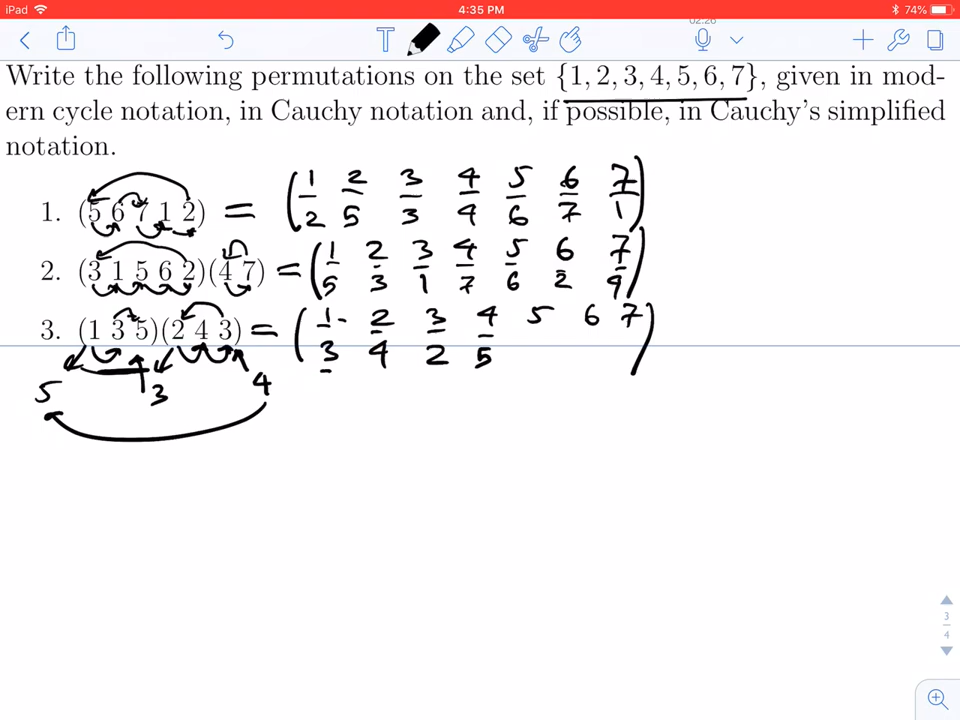 iPad 4:35 PM 74%
02:26
T
Write the following permutations on the set {1, 2, 3, 4, 5, 6, 7}, given in mod-
ern cycle notation, in Cauchy notation and, if possible, in Cauchy's simplified
notation.
1. (5 6 7 1 2) = ( 1 2 3 4 5 6 7
2 5 3 4 6 7 1 )
2. (3 1 5 6 2)(4 7) = ( 1 2 3 4 5 6 7
5 3 1 7 6 2 4 )
3. (1 3 5)(2 4 3) = ( 1 2 3 4 5 6 7
3 4 2 5 )
5 3 4
3
4